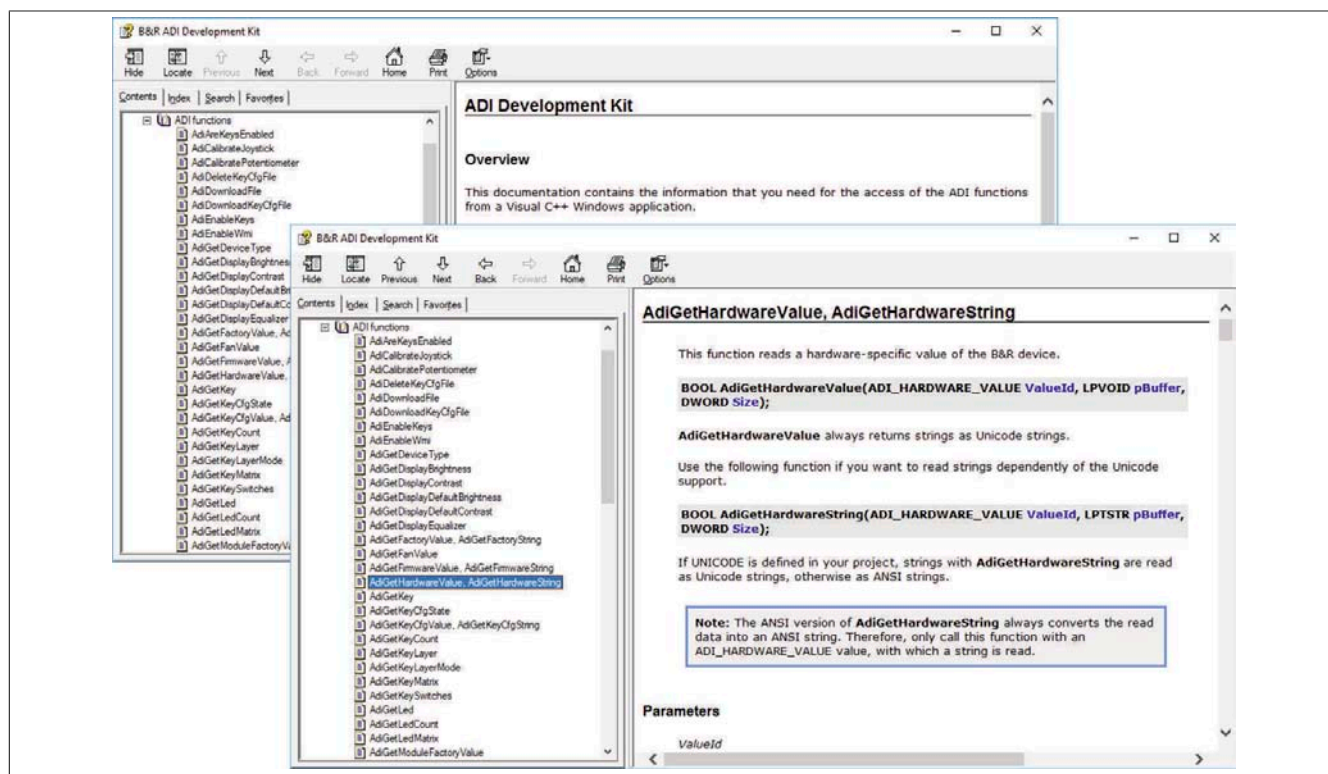 B&R ADI Development Kit
Hide Locate Previous Next Back Forward Home Print Options
Contents Index Search Favorites
ADI functions
AdiAreKeysEnabled
AdiCalibrateJoystick
AdiCalibratePotentiometer
AdiDeleteKeyCfgFile
AdiDownloadFile
AdiDownloadKeyCfgFile
AdiEnableKeys
AdiEnableWmi
AdiGetDeviceType
AdiGetDisplayBrightness
AdiGetDisplayContrast
AdiGetDisplayDefaultBr
AdiGetDisplayDefaultCo
AdiGetDisplayEqualizer
AdiGetFactoryValue, Ad
AdiGetFanValue
AdiGetFirmwareValue, A
AdiGetHardwareValue,
AdiGetKey
AdiGetKeyCfgState
AdiGetKeyCfgValue, Ad
AdiGetKeyCount
AdiGetKeyLayer
AdiGetKeyLayerMode
AdiGetKeyMatrix
AdiGetKeySwitches
AdiGetLed
AdiGetLedCount
AdiGetLedMatrix
AdiGetModuleFactoryVa
ADI Development Kit
Overview
This documentation contains the information that you need for the access of the ADI functions
from a Visual C++ Windows application.
B&R ADI Development Kit
Hide Locate Previous Next Back Forward Home Print Options
Contents Index Search Favorites
ADI functions
AdiAreKeysEnabled
AdiCalibrateJoystick
AdiCalibratePotentiometer
AdiDeleteKeyCfgFile
AdiDownloadFile
AdiDownloadKeyCfgFile
AdiEnableKeys
AdiEnableWmi
AdiGetDeviceType
AdiGetDisplayBrightness
AdiGetDisplayContrast
AdiGetDisplayDefaultBrightness
AdiGetDisplayDefaultContrast
AdiGetDisplayEqualizer
AdiGetFactoryValue, AdiGetFactoryString
AdiGetFanValue
AdiGetFirmwareValue, AdiGetFirmwareString
AdiGetHardwareValue, AdiGetHardwareString
AdiGetKey
AdiGetKeyCfgState
AdiGetKeyCfgValue, AdiGetKeyCfgString
AdiGetKeyCount
AdiGetKeyLayer
AdiGetKeyLayerMode
AdiGetKeyMatrix
AdiGetKeySwitches
AdiGetLed
AdiGetLedCount
AdiGetLedMatrix
AdiGetModuleFactoryValue
AdiGetHardwareValue, AdiGetHardwareString
This function reads a hardware-specific value of the B&R device.
BOOL AdiGetHardwareValue(ADI_HARDWARE_VALUE ValueId, LPVOID pBuffer,
DWORD Size);
AdiGetHardwareValue always returns strings as Unicode strings.
Use the following function if you want to read strings dependently of the Unicode
support.
BOOL AdiGetHardwareString(ADI_HARDWARE_VALUE ValueId, LPTSTR pBuffer,
DWORD Size);
If UNICODE is defined in your project, strings with AdiGetHardwareString are read
as Unicode strings, otherwise as ANSI strings.
Note: The ANSI version of AdiGetHardwareString always converts the read
data into an ANSI string. Therefore, only call this function with an
ADI_HARDWARE_VALUE value, with which a string is read.
Parameters
ValueId